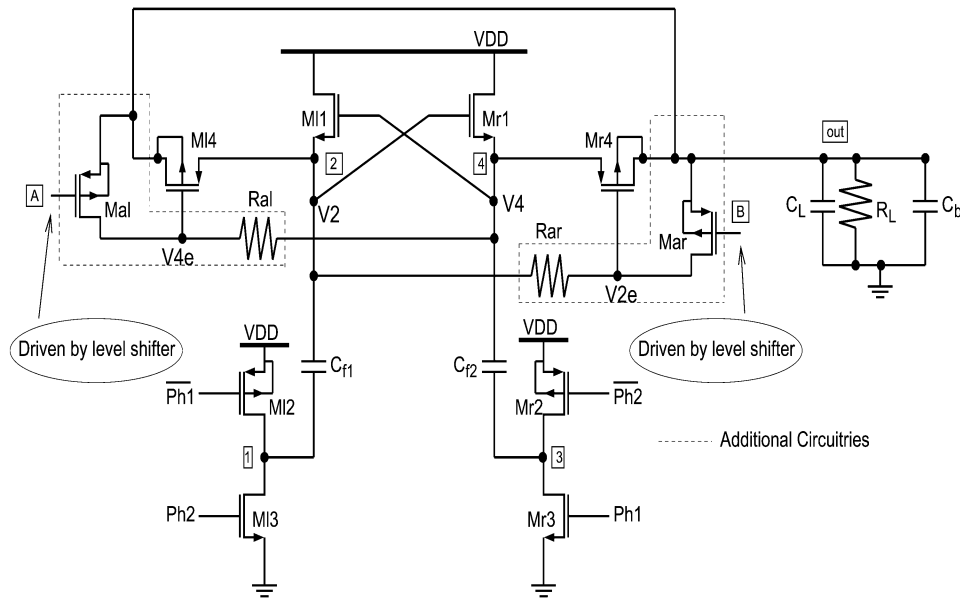 VDD
Ml1
Mr1
Ml4
Mr4
2
4
out
A
Mal
Ral
V2
V4
Rar
B
Mar
CL
RL
Cb
V4e
V2e
Driven by level shifter
VDD
Cf1
Cf2
VDD
Driven by level shifter
Ph1
Ml2
Mr2
Ph2
Additional Circuitries
1
3
Ph2
Ml3
Mr3
Ph1